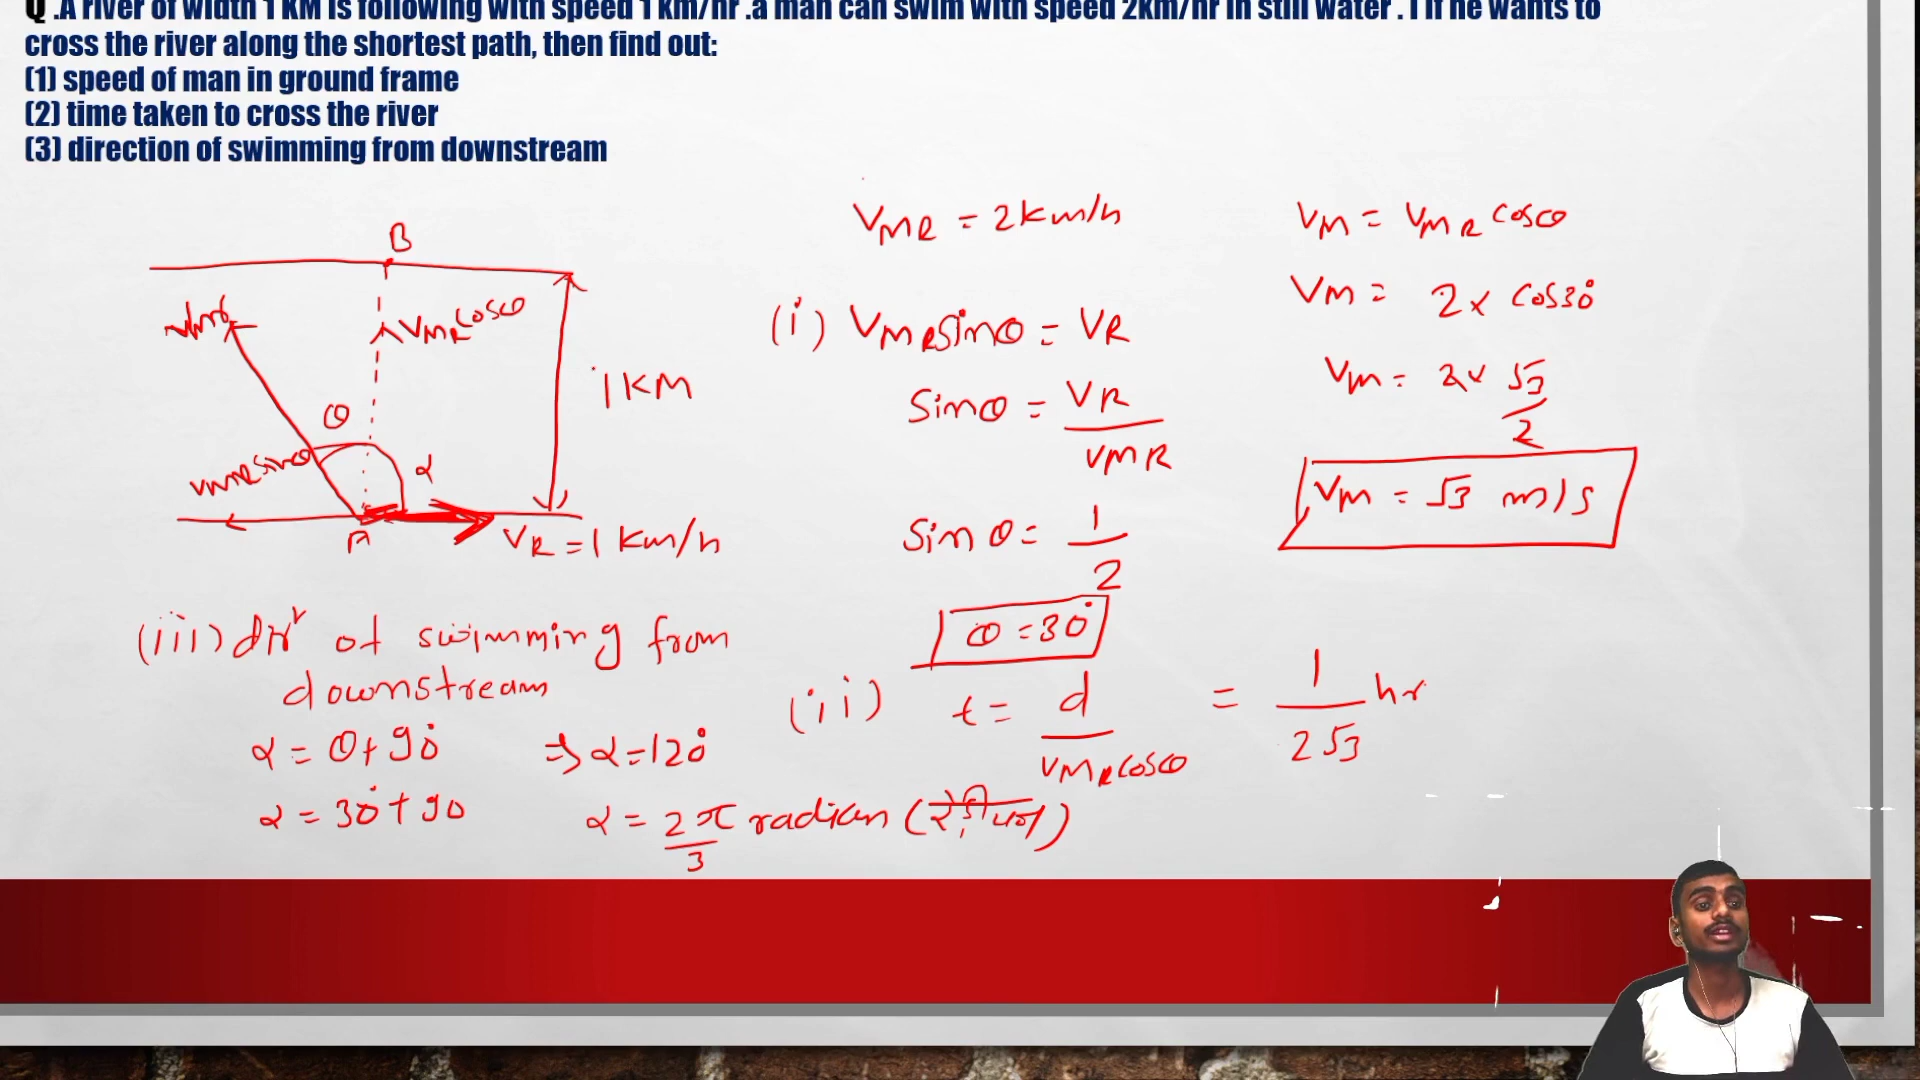 Q .A river of width 1 KM is following with speed 1 km/hr .a man can swim with speed 2km/hr in still water . I if he wants to
cross the river along the shortest path, then find out:
(1) speed of man in ground frame
(2) time taken to cross the river
(3) direction of swimming from downstream
B
VMR cosθ
θ
1KM
VMR sinθ
α
A
VR = 1 km/h
VMR = 2km/h
(i) VMR sinθ = VR
sinθ = VR / VMR
sin θ = 1/2
θ = 30°
VM = VMR cosθ
VM = 2 x cos30°
VM = 2x √3/2
VM = √3 m/s
(ii) t = d / VMR cosθ = 1 / 2√3 hr
(iii) dirⁿ of swimming from
downstream
α = θ + 90° ⇒ α = 120°
α = 30° + 90
α = 2π/3 radian